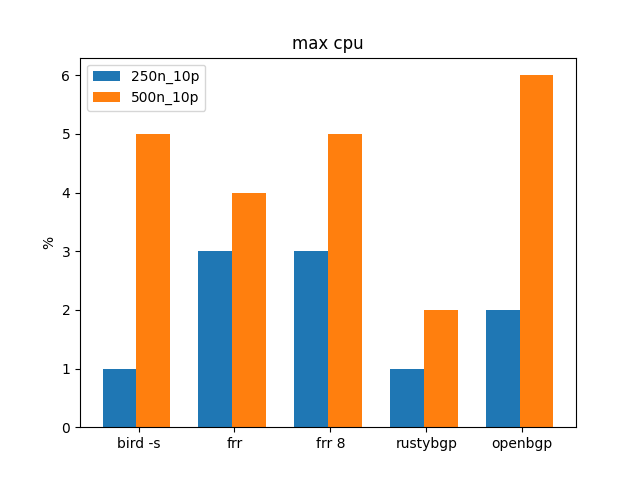 max cpu
250n_10p
500n_10p
%
6
5
4
3
2
1
0
bird -s
frr
frr 8
rustybgp
openbgp